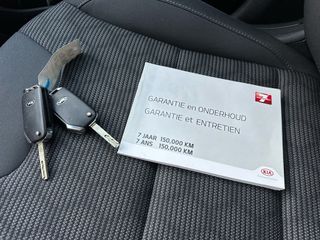 GARANTIE en ONDERHOUD
GARANTIE et ENTRETIEN
7 JAAR 150.000 KM
7 ANS 150.000 KM
KIA